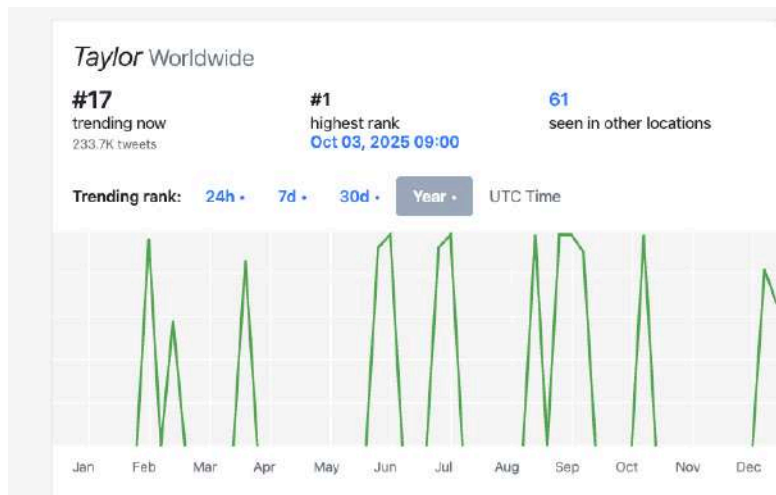 Taylor Worldwide
#17
trending now
233.7K tweets
#1
highest rank
Oct 03, 2025 09:00
61
seen in other locations
Trending rank: 24h • 7d • 30d • Year • UTC Time
Jan Feb Mar Apr May Jun Jul Aug Sep Oct Nov Dec